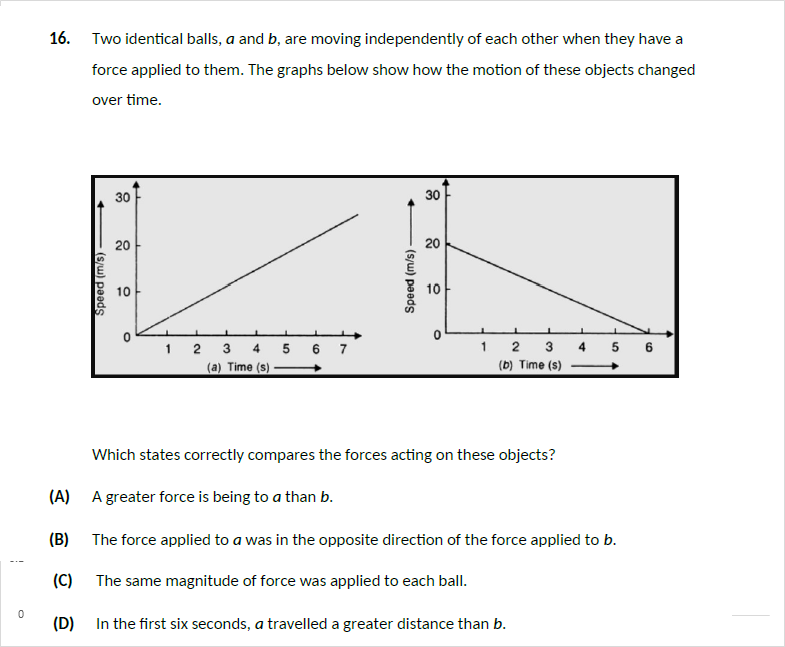 16. Two identical balls, a and b, are moving independently of each other when they have a
force applied to them. The graphs below show how the motion of these objects changed
over time.
30
20
10
0
Speed (m/s)
1 2 3 4 5 6 7
(a) Time (s)
30
20
10
0
Speed (m/s)
1 2 3 4 5 6
(b) Time (s)
Which states correctly compares the forces acting on these objects?
(A) A greater force is being to a than b.
(B) The force applied to a was in the opposite direction of the force applied to b.
(C) The same magnitude of force was applied to each ball.
0
(D) In the first six seconds, a travelled a greater distance than b.